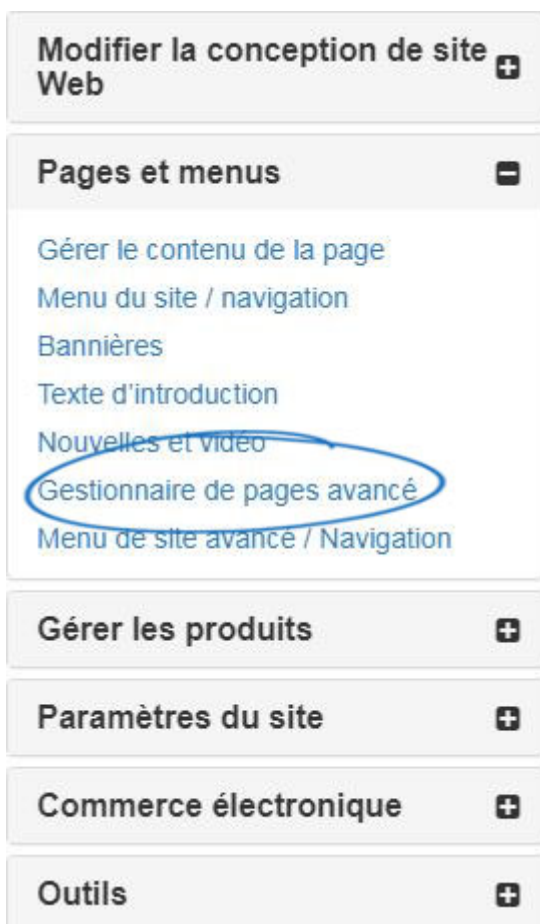 Modifier la conception de site
Web
Pages et menus
Gérer le contenu de la page
Menu du site / navigation
Bannières
Texte d'introduction
Nouvelles et vidéo
Gestionnaire de pages avancé
Menu de site avancé / Navigation
Gérer les produits
Paramètres du site
Commerce électronique
Outils